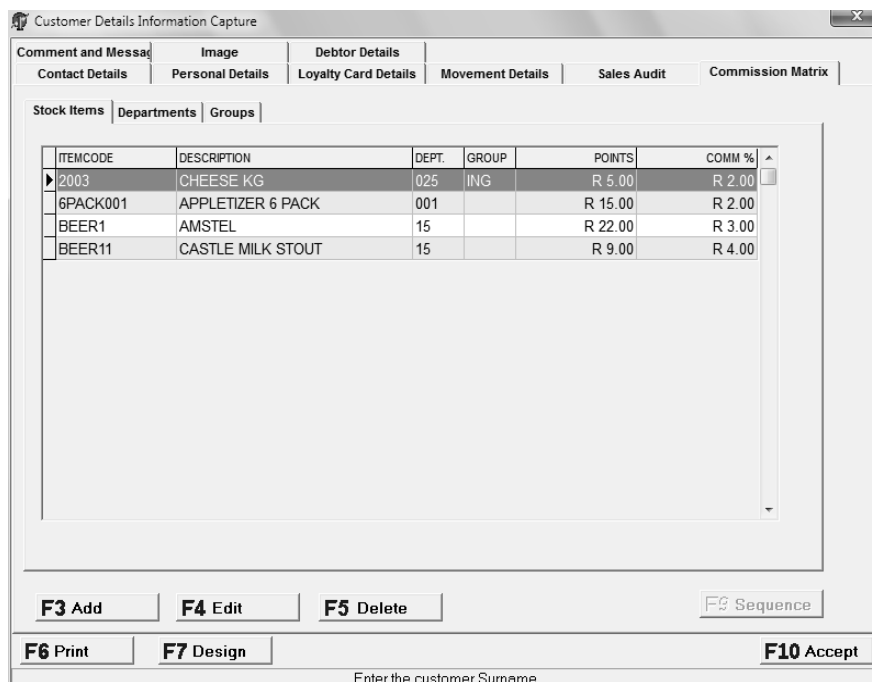 Customer Details Information Capture
Comment and Messag Image Debtor Details
Contact Details Personal Details Loyalty Card Details Movement Details Sales Audit Commission Matrix
Stock Items Departments Groups
ITEMCODE DESCRIPTION DEPT. GROUP POINTS COMM %
2003 CHEESE KG 025 ING R 5.00 R 2.00
6PACK001 APPLETIZER 6 PACK 001 R 15.00 R 2.00
BEER1 AMSTEL 15 R 22.00 R 3.00
BEER11 CASTLE MILK STOUT 15 R 9.00 R 4.00
F3 Add F4 Edit F5 Delete F9 Sequence
F6 Print F7 Design F10 Accept
Enter the customer Surname